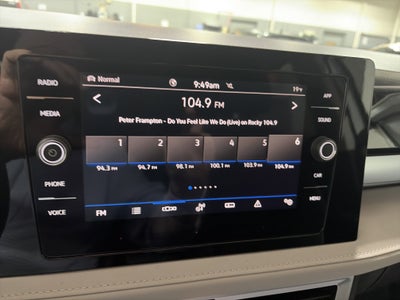 RADIO
MEDIA
PHONE
VOICE
Normal
9:49am
19°F
104.9 FM
Peter Frampton - Do You Feel Like We Do (Live) on Rocky 104.9
1 2 3 4 5 6
94.3 FM 94.7 FM 98.1 FM 100.1 FM 103.9 FM 104.9 FM
FM
APP
SOUND
CAR
MENU